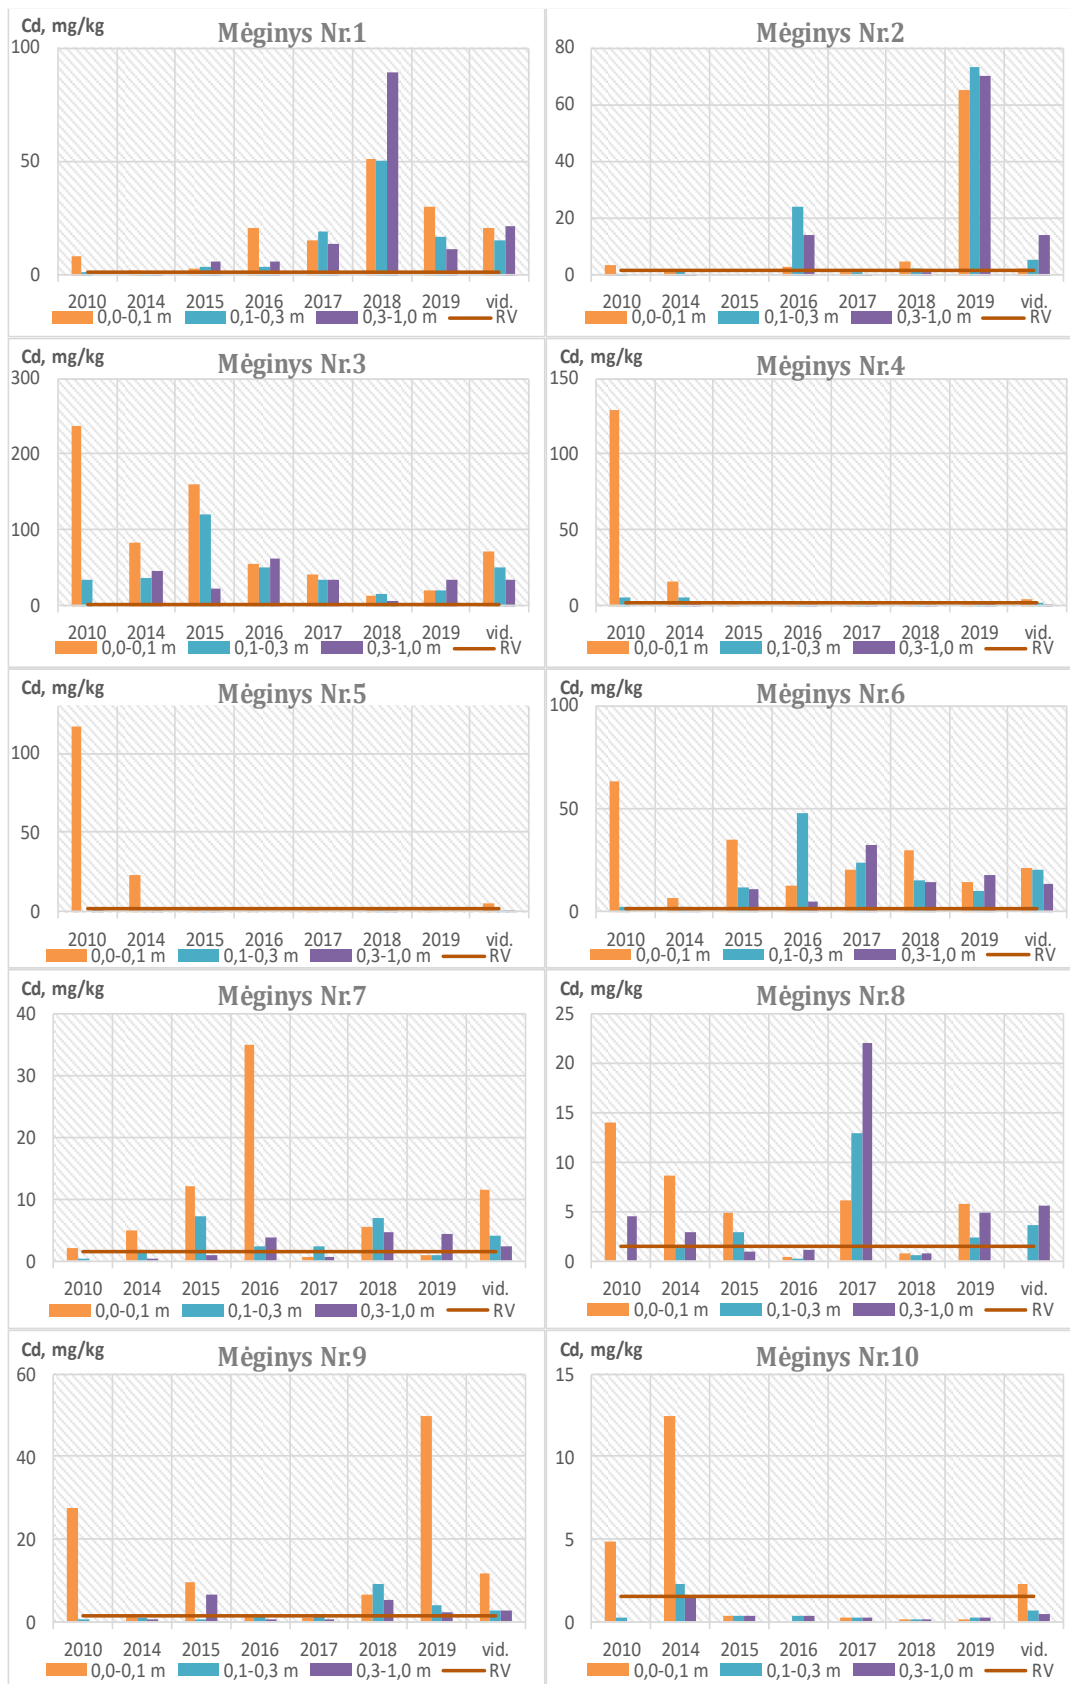 Cd, mg/kg
Mėginys Nr.1
100
50
0
2010 2014 2015 2016 2017 2018 2019 vid.
0,0-0,1 m 0,1-0,3 m 0,3-1,0 m RV
Mėginys Nr.2
80
60
40
20
0
2010 2014 2015 2016 2017 2018 2019 vid.
0,0-0,1 m 0,1-0,3 m 0,3-1,0 m RV
Cd, mg/kg
Mėginys Nr.3
300
200
100
0
2010 2014 2015 2016 2017 2018 2019 vid.
0,0-0,1 m 0,1-0,3 m 0,3-1,0 m RV
Cd, mg/kg
Mėginys Nr.4
150
100
50
0
2010 2014 2015 2016 2017 2018 2019 vid.
0,0-0,1 m 0,1-0,3 m 0,3-1,0 m RV
Cd, mg/kg
Mėginys Nr.5
100
50
0
2010 2014 2015 2016 2017 2018 2019 vid.
0,0-0,1 m 0,1-0,3 m 0,3-1,0 m RV
Mėginys Nr.6
100
50
0
2010 2014 2015 2016 2017 2018 2019 vid.
0,0-0,1 m 0,1-0,3 m 0,3-1,0 m RV
Cd, mg/kg
Mėginys Nr.7
40
30
20
10
0
2010 2014 2015 2016 2017 2018 2019 vid.
0,0-0,1 m 0,1-0,3 m 0,3-1,0 m RV
Cd, mg/kg
Mėginys Nr.8
25
20
15
10
5
0
2010 2014 2015 2016 2017 2018 2019 vid.
0,0-0,1 m 0,1-0,3 m 0,3-1,0 m RV
Cd, mg/kg
Mėginys Nr.9
60
40
20
0
2010 2014 2015 2016 2017 2018 2019 vid.
0,0-0,1 m 0,1-0,3 m 0,3-1,0 m RV
Cd, mg/kg
Mėginys Nr.10
15
10
5
0
2010 2014 2015 2016 2017 2018 2019 vid.
0,0-0,1 m 0,1-0,3 m 0,3-1,0 m RV